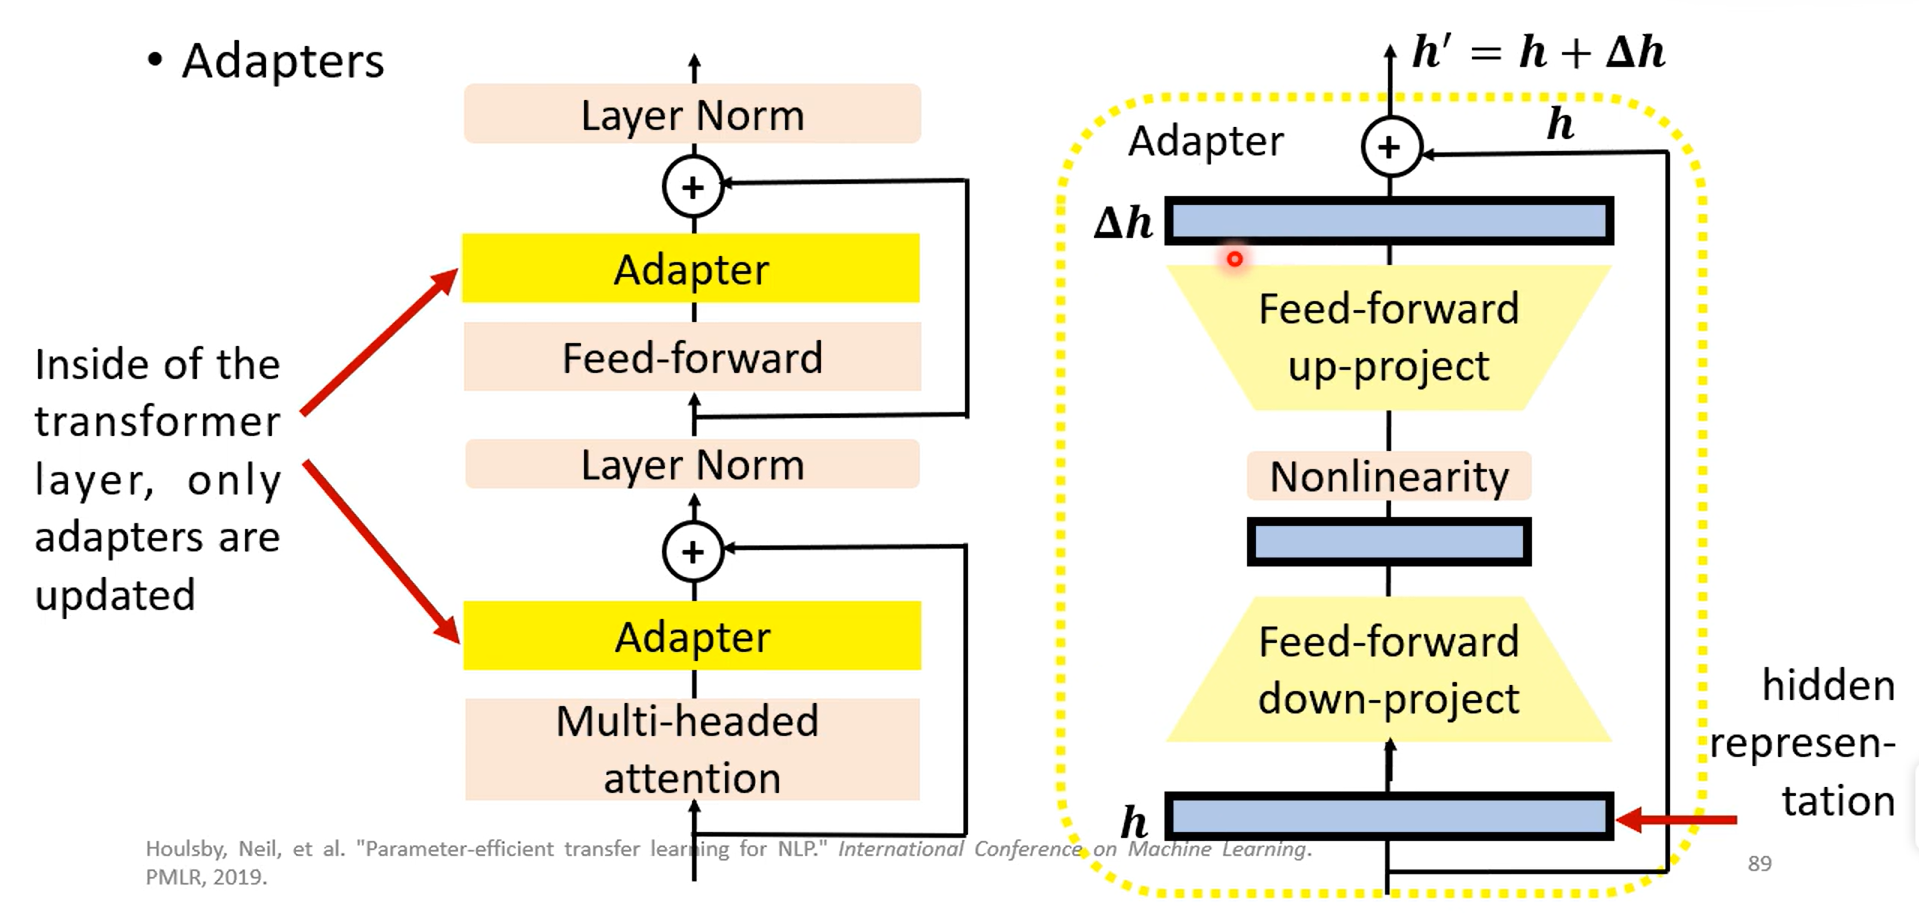 • Adapters
Layer Norm
+
Adapter
Feed-forward
Layer Norm
+
Adapter
Multi-headed
attention
Inside of the
transformer
layer, only
adapters are
updated
h′ = h + Δh
Adapter
+
h
Δh
Feed-forward
up-project
Nonlinearity
Feed-forward
down-project
h
hidden
represen-
tation
Houlsby, Neil, et al. "Parameter-efficient transfer learning for NLP." International Conference on Machine Learning.
PMLR, 2019.
89